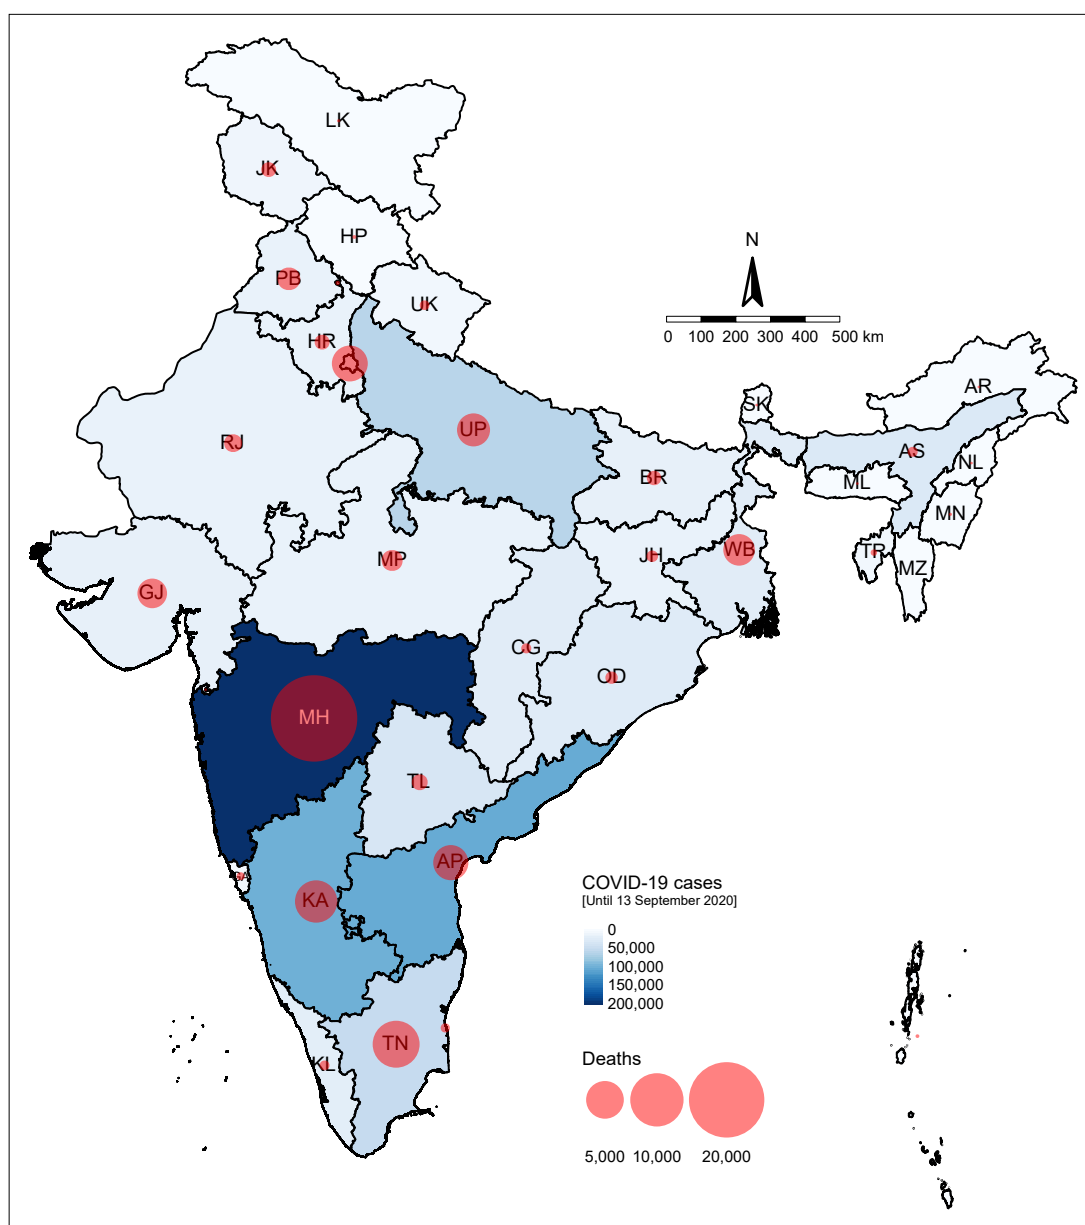 LK
JK
HP
N
PB
UK
0 100 200 300 400 500 km
HR
AR
SK
UP
RJ
AS
NL
BR
ML
MN
WB
TR
JH
MP
MZ
GJ
CG
OD
MH
TL
AP
GA
KA
COVID-19 cases
[Until 13 September 2020]
0
50,000
100,000
150,000
200,000
TN
KL
Deaths
5,000 10,000 20,000